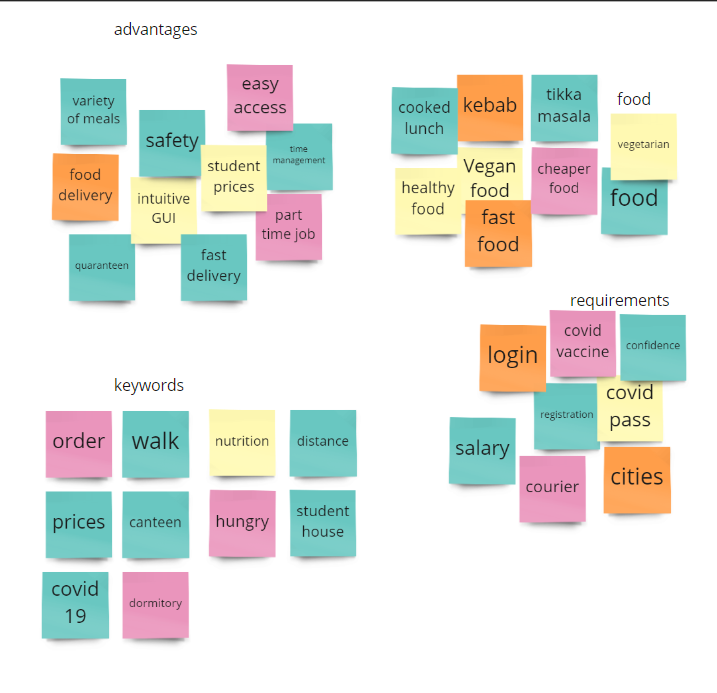 advantages
variety
of meals
easy
access
safety
time
management
food
delivery
student
prices
intuitive
GUI
part
time job
quaranteen
fast
delivery
food
cooked
lunch
kebab
tikka
masala
vegetarian
healthy
food
Vegan
food
cheaper
food
food
fast
food
requirements
login
covid
vaccine
confidence
registration
covid
pass
salary
courier
cities
keywords
order
walk
nutrition
distance
prices
canteen
hungry
student
house
covid
19
dormitory